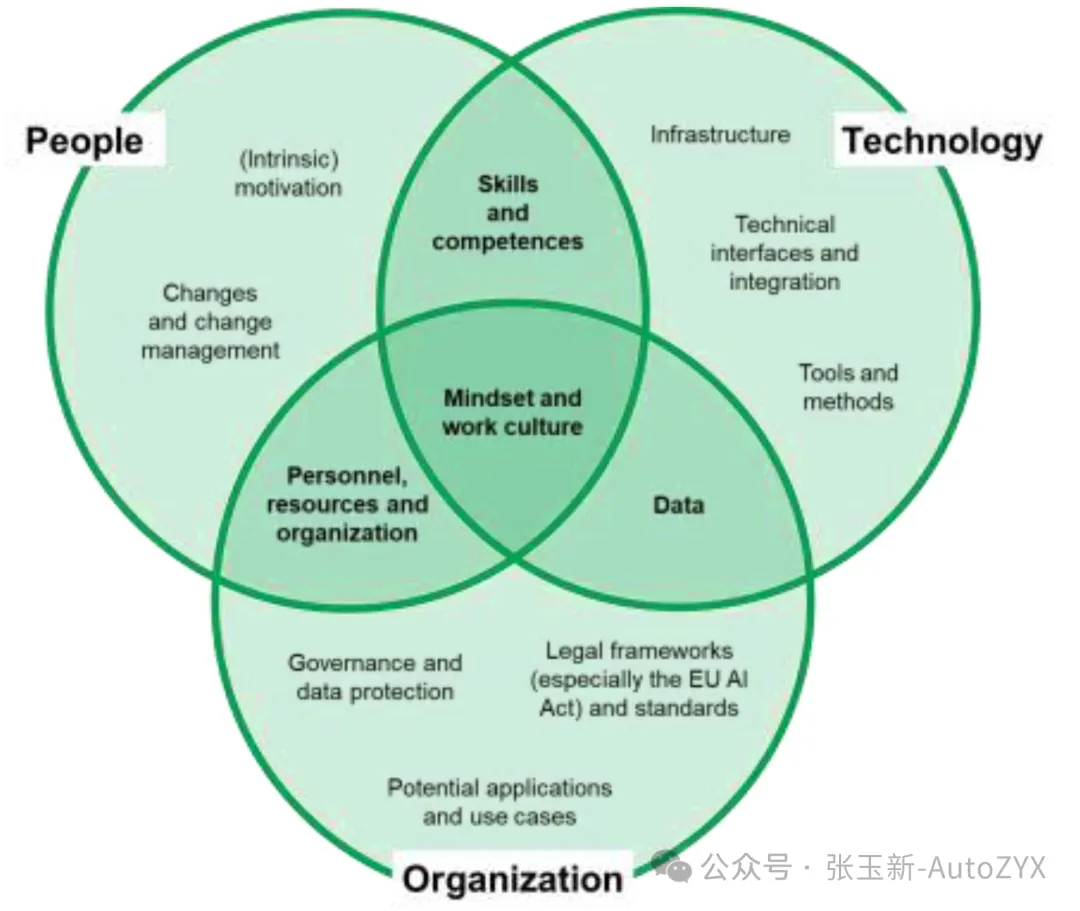 People
Technology
(Intrinsic)
motivation
Infrastructure
Skills
and
competences
Technical
interfaces and
integration
Changes
and change
management
Tools and
methods
Mindset and
work culture
Personnel,
resources and
organization
Data
Governance and
data protection
Legal frameworks
(especially the EU AI
Act) and standards
Potential applications
and use cases
Organization
公众号 · 张玉新-AutoZYX